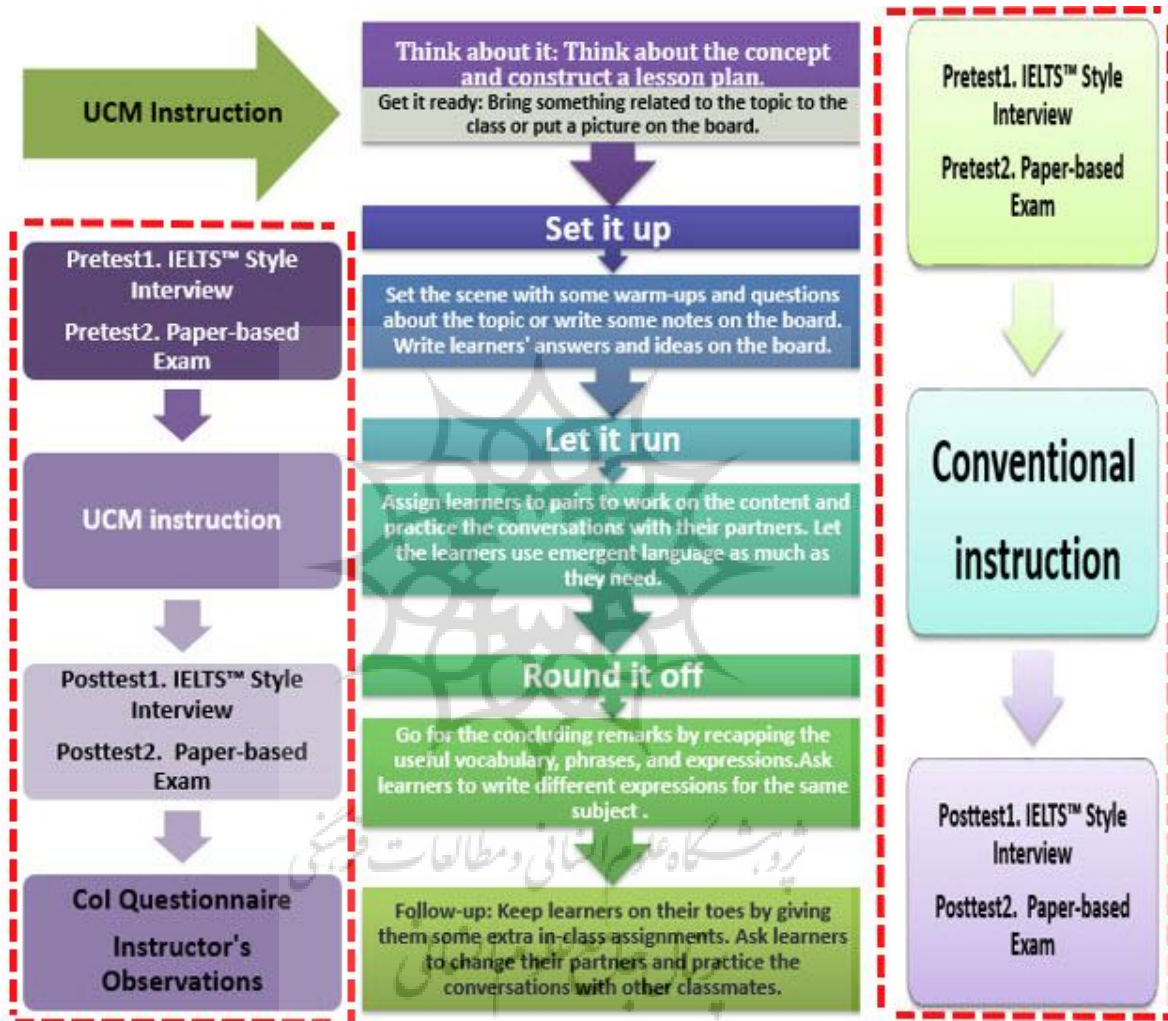 UCM Instruction
Think about it: Think about the concept
and construct a lesson plan.
Get it ready: Bring something related to the topic to the
class or put a picture on the board.
Set it up
Set the scene with some warm-ups and questions
about the topic or write some notes on the board.
Write learners' answers and ideas on the board.
Let it run
Assign learners to pairs to work on the content and
practice the conversations with their partners. Let
the learners use emergent language as much as
they need.
Round it off
Go for the concluding remarks by recapping the
useful vocabulary, phrases, and expressions.Ask
learners to write different expressions for the same
subject .
Follow-up: Keep learners on their toes by giving
them some extra in-class assignments. Ask learners
to change their partners and practice the
conversations with other classmates.
Pretest1. IELTS™ Style
Interview
Pretest2. Paper-based
Exam
UCM instruction
Posttest1. IELTS™ Style
Interview
Posttest2. Paper-based
Exam
CoI Questionnaire
Instructor's
Observations
Pretest1. IELTS™ Style
Interview
Pretest2. Paper-based
Exam
Conventional
instruction
Posttest1. IELTS™ Style
Interview
Posttest2. Paper-based
Exam
پژوهشگاه علوم انسانی و مطالعات فرهنگی